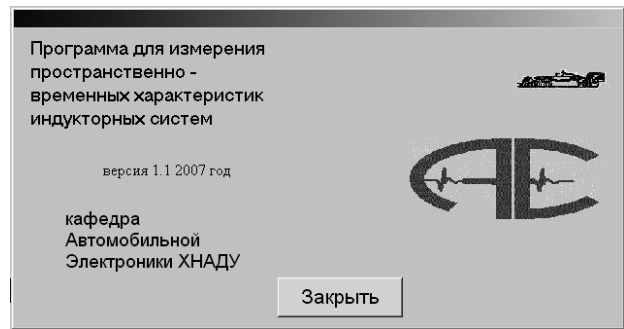 Программа для измерения
пространственно -
временных характеристик
индукторных систем
версия 1.1 2007 год
кафедра
Автомобильной
Электроники ХНАДУ
Закрыть